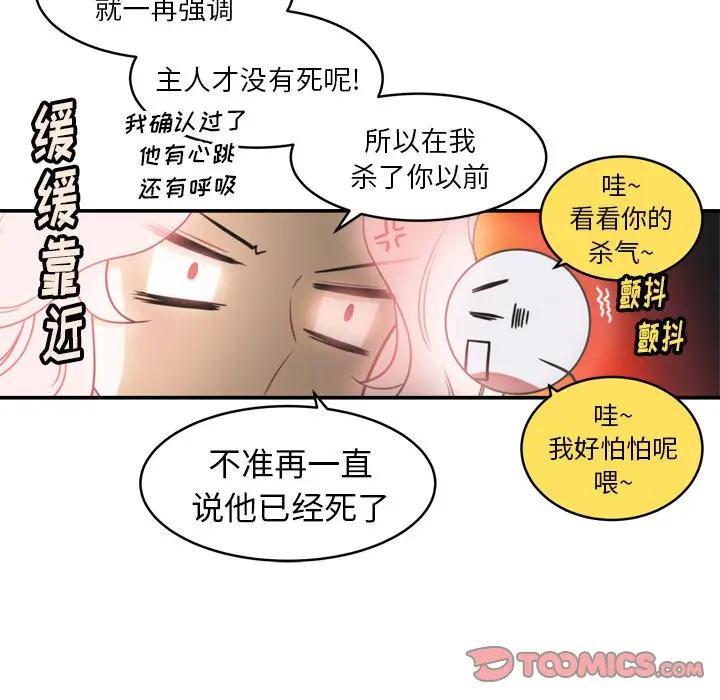 就一再强调
主人才没有死呢!
我确认过了
他有心跳
还有呼吸
所以在我
杀了你以前
缓缓靠近
哇~
看看你的
杀气~
颤抖
颤抖
哇~
我好怕怕呢
喂~
不准再一直
说他已经死了
TOOMICS.COM